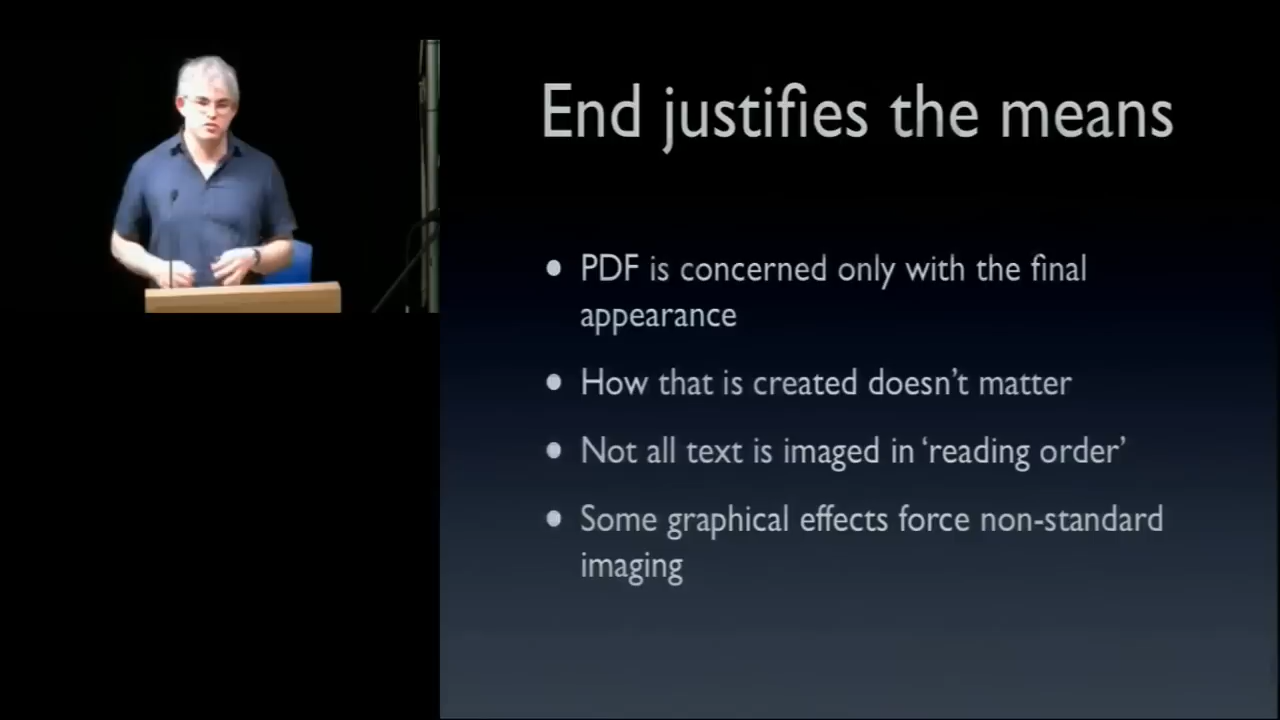 End justifies the means
• PDF is concerned only with the final
appearance
• How that is created doesn't matter
• Not all text is imaged in ‘reading order’
• Some graphical effects force non-standard
imaging